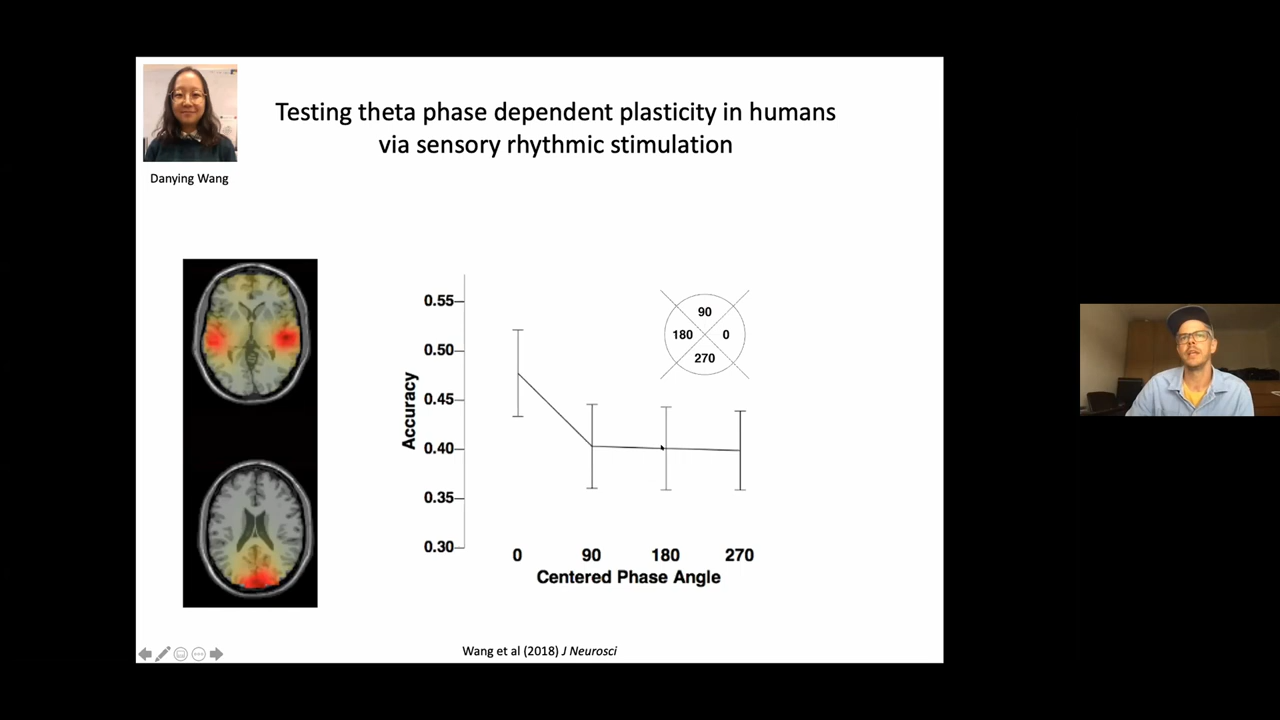 Testing theta phase dependent plasticity in humans
via sensory rhythmic stimulation
Danying Wang
0.55
0.50
0.45
0.40
0.35
0.30
Accuracy
90
180
0
270
0
90
180
270
Centered Phase Angle
Wang et al (2018) J Neurosci